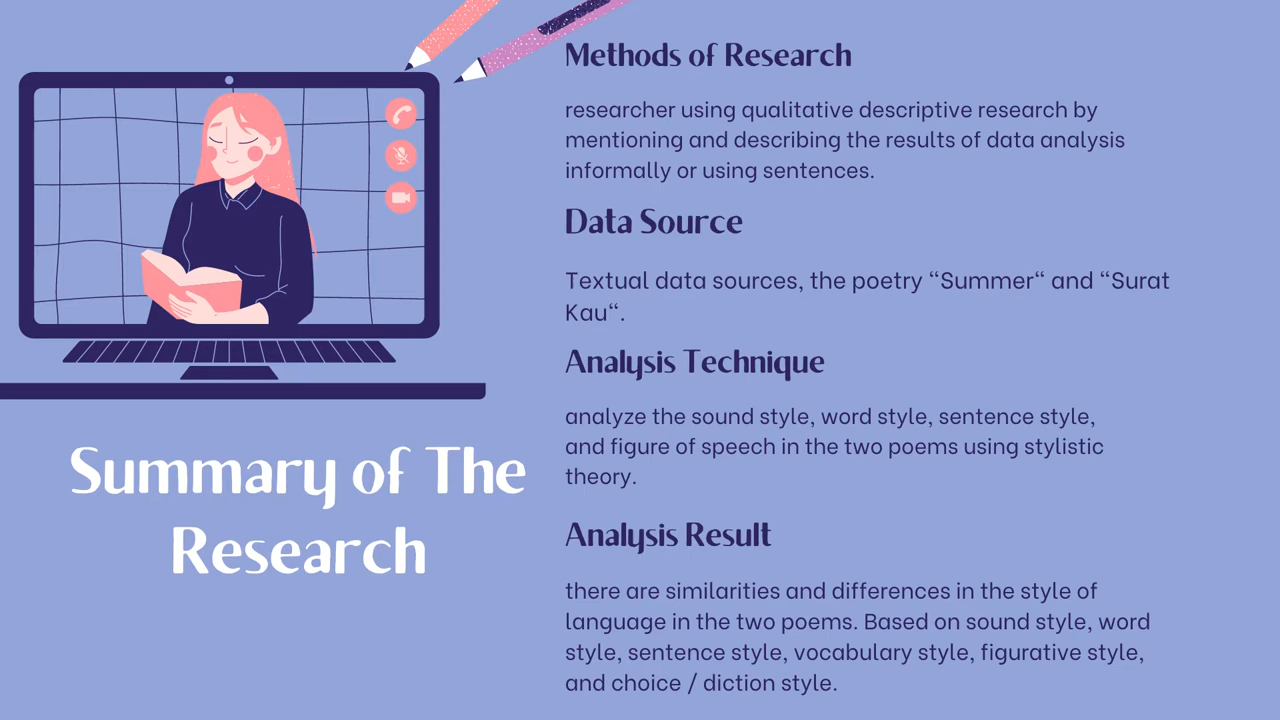 Summary of The
Research
Methods of Research
researcher using qualitative descriptive research by
mentioning and describing the results of data analysis
informally or using sentences.
Data Source
Textual data sources, the poetry “Summer“ and “Surat
Kau“.
Analysis Technique
analyze the sound style, word style, sentence style,
and figure of speech in the two poems using stylistic
theory.
Analysis Result
there are similarities and differences in the style of
language in the two poems. Based on sound style, word
style, sentence style, vocabulary style, figurative style,
and choice / diction style.